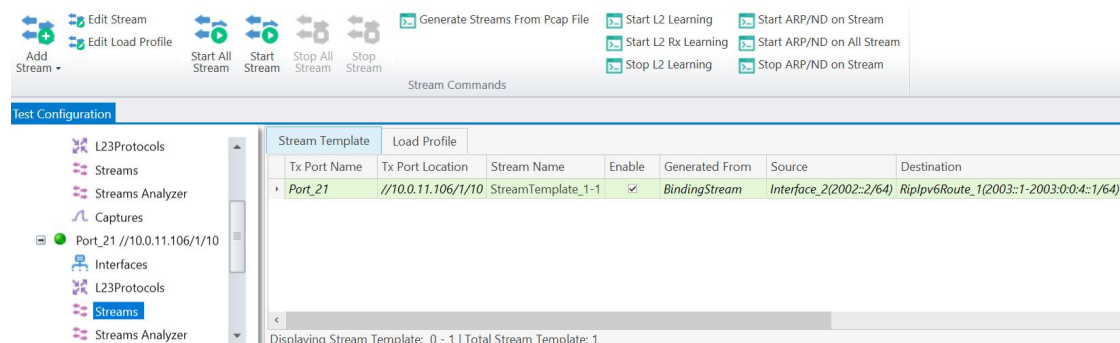 Edit Stream
Edit Load Profile
Add
Stream
Start All
Stream
Start
Stream
Stop All
Stream
Stop
Stream
Generate Streams From Pcap File
Start L2 Learning
Start L2 Rx Learning
Stop L2 Learning
Start ARP/ND on Stream
Start ARP/ND on All Stream
Stop ARP/ND on Stream
Stream Commands
Test Configuration
L23Protocols
Streams
Streams Analyzer
Captures
Port_21 //10.0.11.106/1/10
Interfaces
L23Protocols
Streams
Streams Analyzer
Stream Template Load Profile
Tx Port Name Tx Port Location Stream Name Enable Generated From Source Destination
Port_21 //10.0.11.106/1/10 StreamTemplate_1-1 BindingStream Interface_2(2002::2/64) RipIpv6Route_1(2003::1-2003:0:0:4::1/64)
Displaying Stream Template: 0 - 1 | Total Stream Template: 1